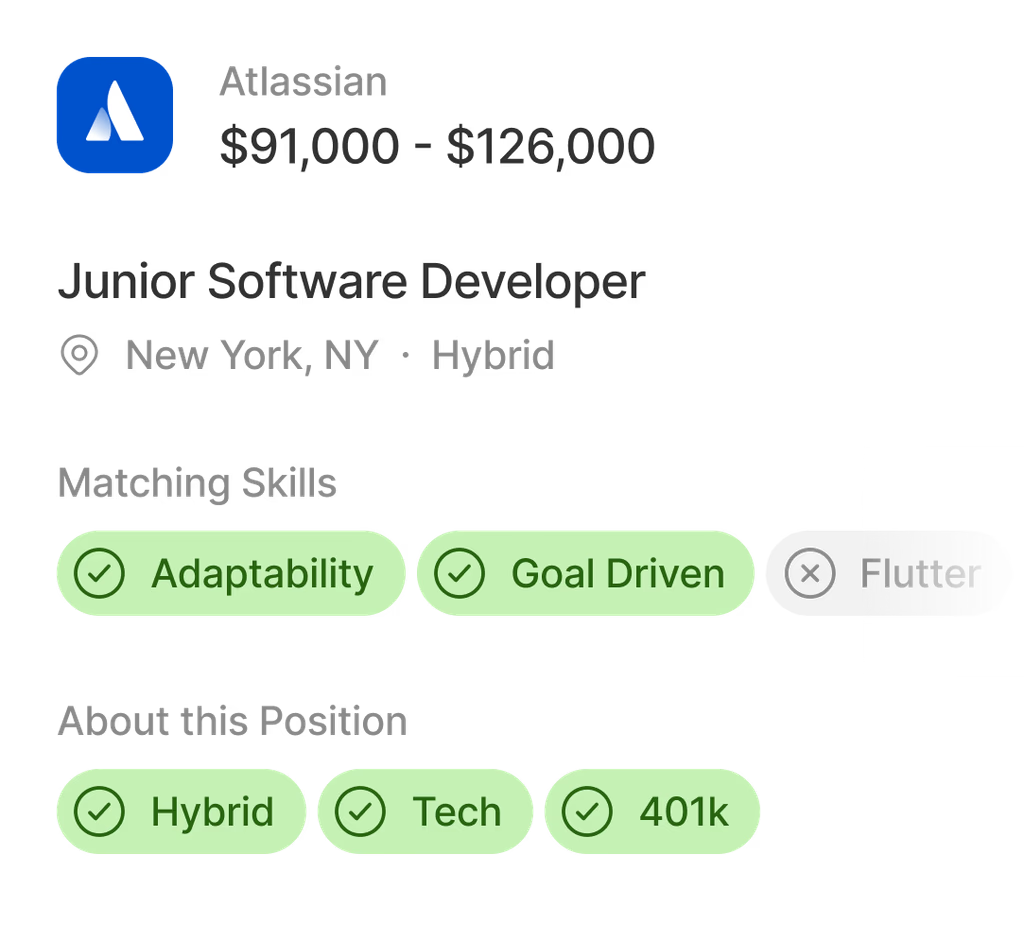 Atlassian
$91,000 - $126,000
Junior Software Developer
New York, NY · Hybrid
Matching Skills
Adaptability Goal Driven Flutter
About this Position
Hybrid Tech 401k